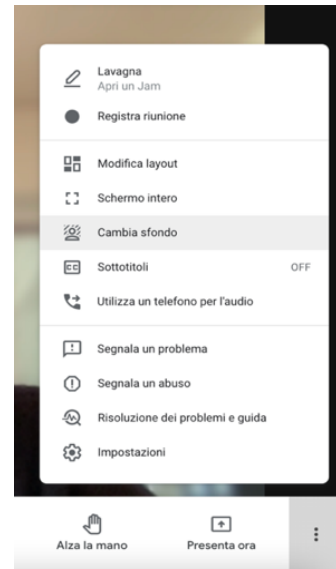 Lavagna
Apri un Jam
Registra riunione
Modifica layout
Schermo intero
Cambia sfondo
Sottotitoli OFF
Utilizza un telefono per l'audio
Segnala un problema
Segnala un abuso
Risoluzione dei problemi e guida
Impostazioni
Alza la mano Presenta ora